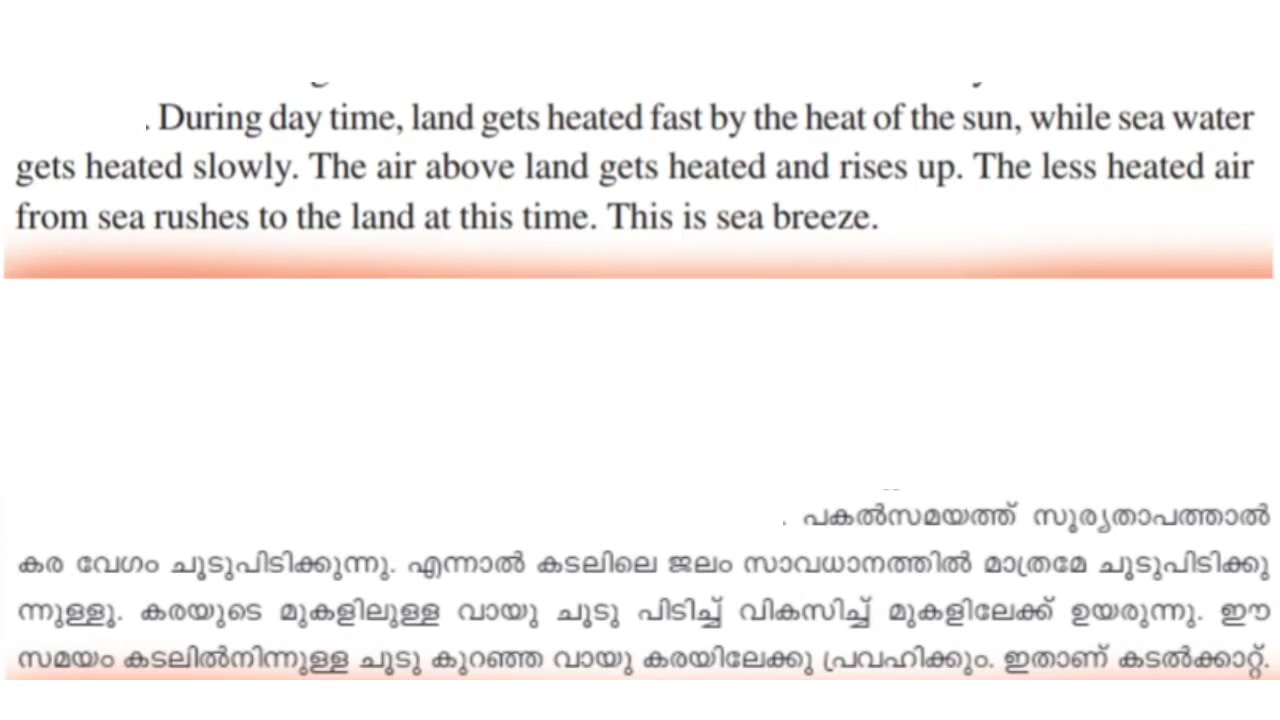 . During day time, land gets heated fast by the heat of the sun, while sea water
gets heated slowly. The air above land gets heated and rises up. The less heated air
from sea rushes to the land at this time. This is sea breeze.
. പകൽസമയത്ത് സൂര്യതാപത്താൽ
കര വേഗം ചൂടുപിടിക്കുന്നു. എന്നാൽ കടലിലെ ജലം സാവധാനത്തിൽ മാത്രമേ ചൂടുപിടിക്കു
ന്നുള്ളൂ. കരയുടെ മുകളിലുള്ള വായു ചൂടു പിടിച്ച് വികസിച്ച് മുകളിലേക്ക് ഉയരുന്നു. ഈ
സമയം കടലിൽനിന്നുള്ള ചൂടു കുറഞ്ഞ വായു കരയിലേക്കു പ്രവഹിക്കും. ഇതാണ് കടൽക്കാറ്റ്.